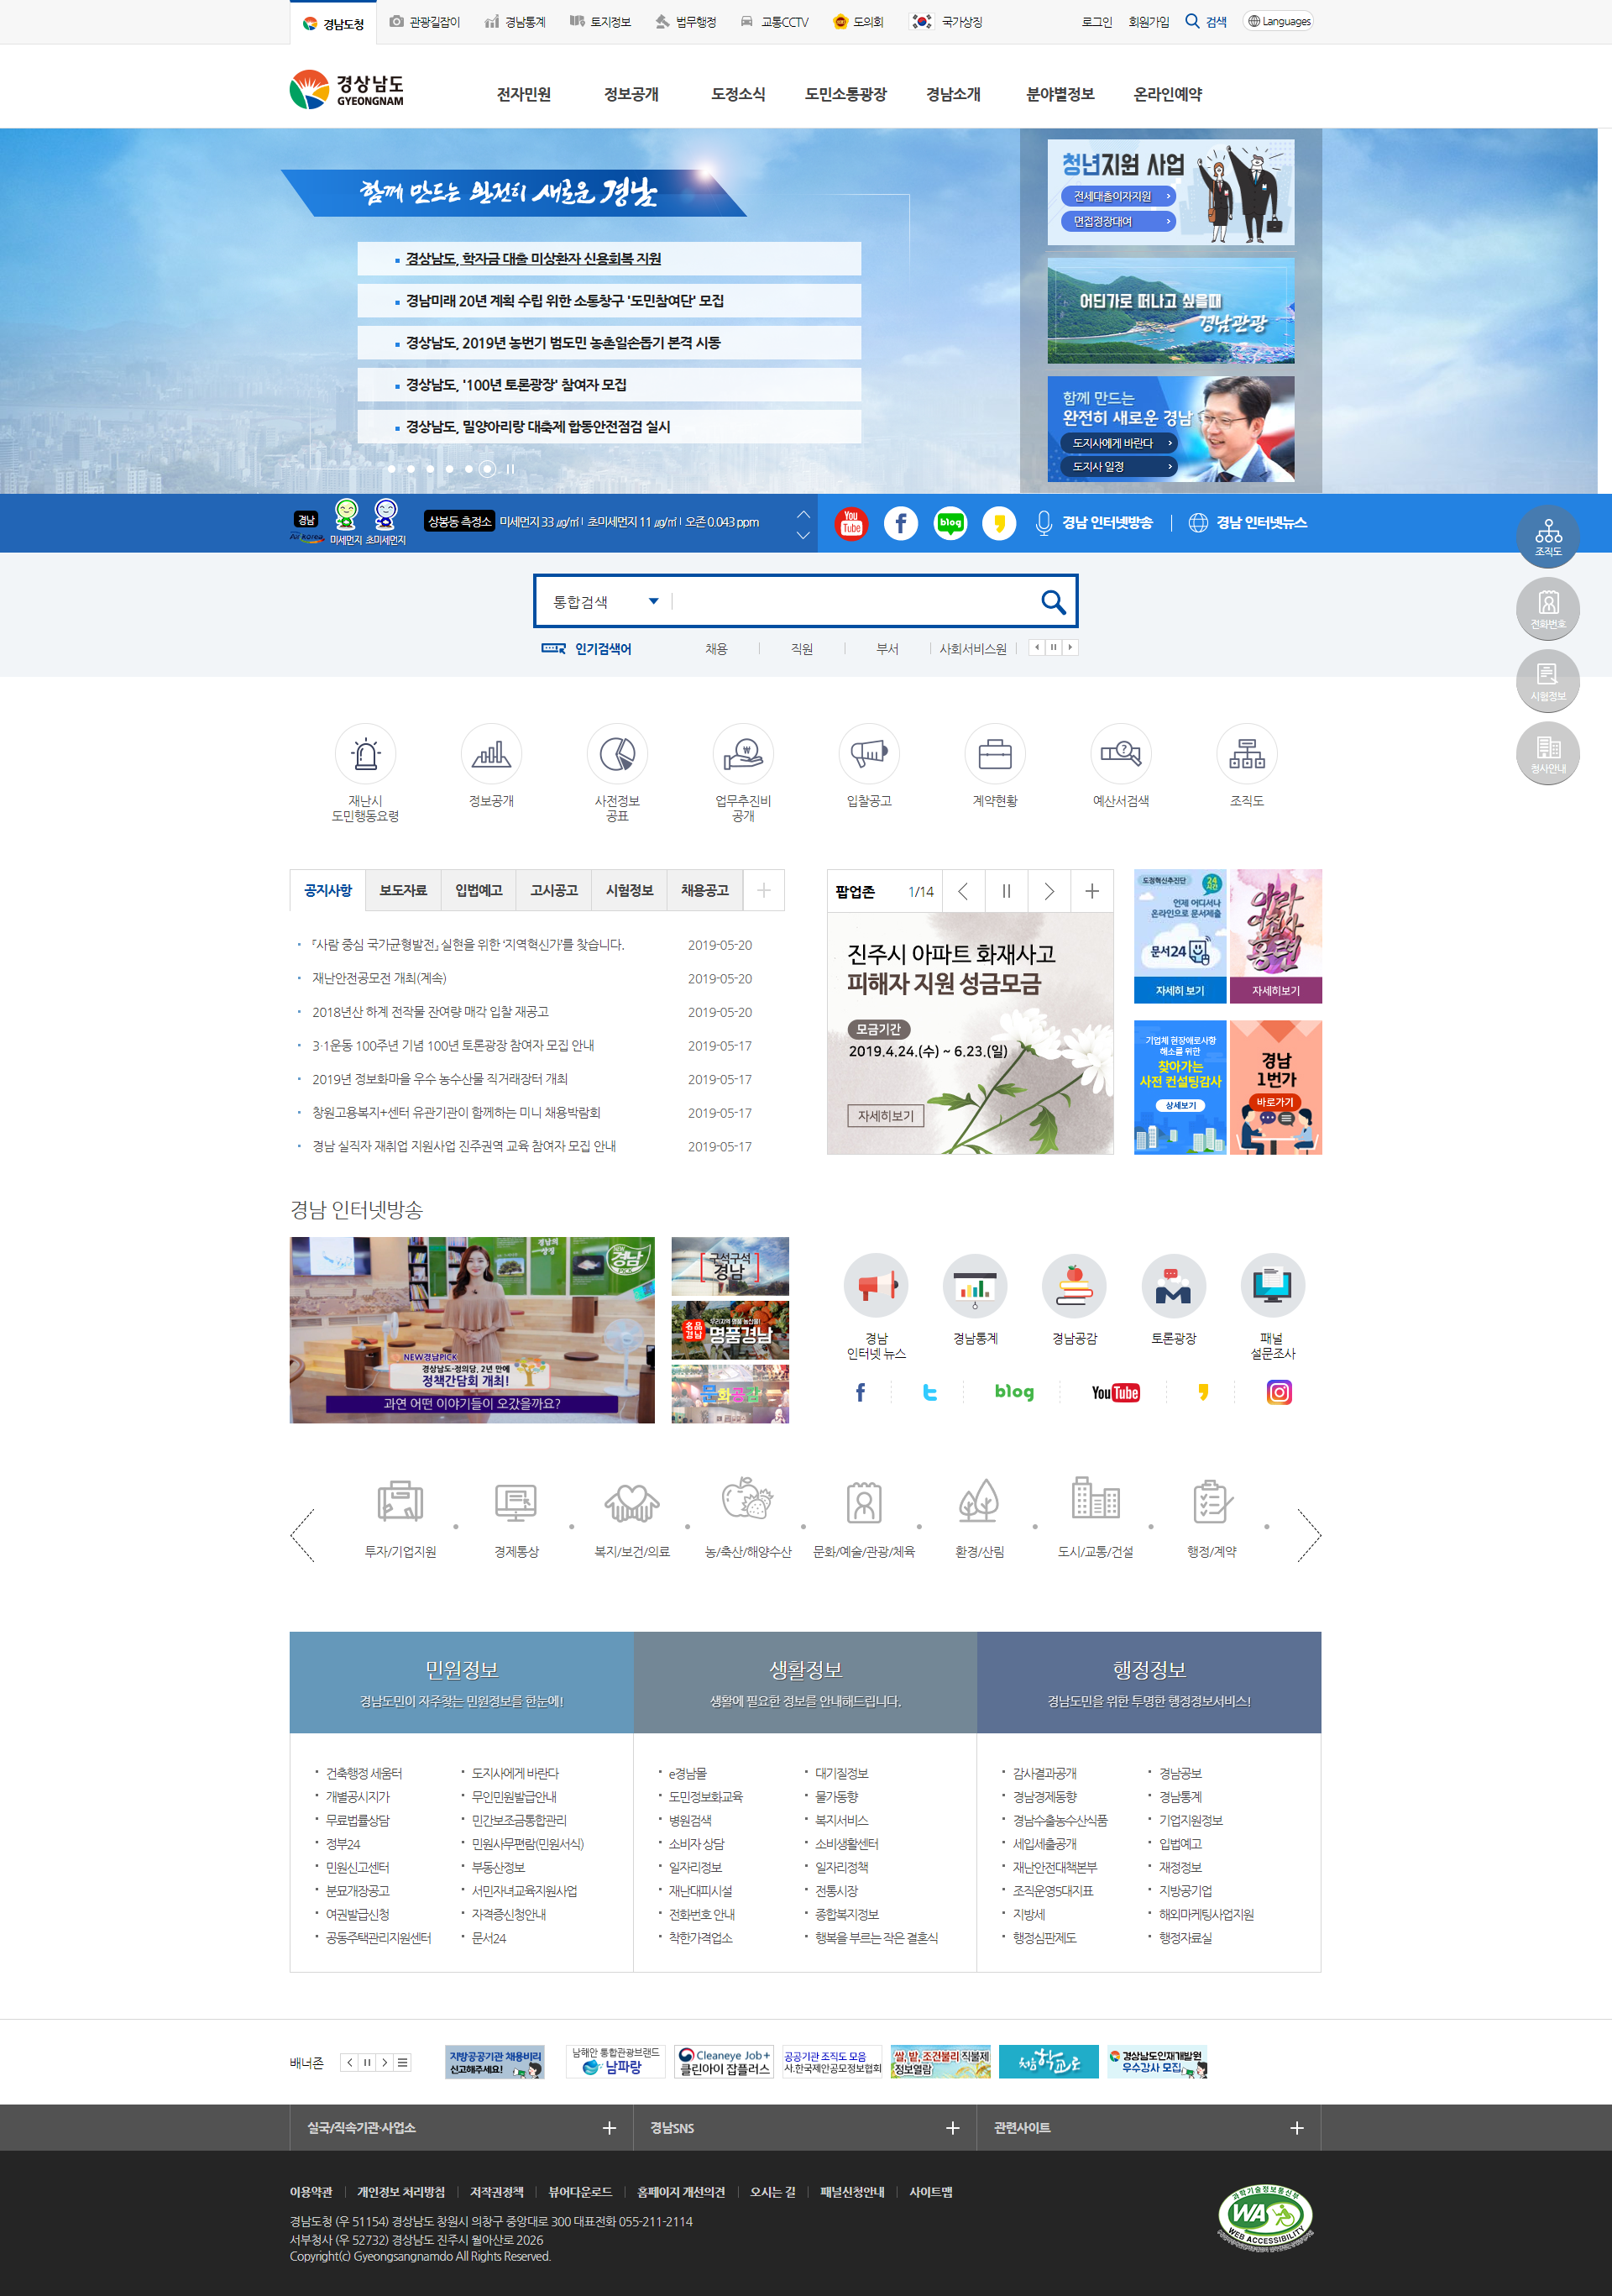 경남도청
관광길잡이
경남통계
토지정보
법무행정
교통CCTV
도의회
국가상징
로그인
회원가입
검색
Languages
경상남도
GYEONGNAM
전자민원
정보공개
도정소식
도민소통광장
경남소개
분야별정보
온라인예약
함께 만드는 완전히 새로운 경남
경상남도, 학자금 대출 미상환자 신용회복 지원
경남미래 20년 계획 수립 위한 소통창구 '도민참여단' 모집
경상남도, 2019년 농번기 범도민 농촌일손돕기 본격 시동
경상남도, '100년 토론광장' 참여자 모집
경상남도, 밀양아리랑 대축제 합동안전점검 실시
청년지원 사업
전세대출이자지원
면접정장대여
어딘가로 떠나고 싶을때
경남관광
함께 만드는
완전히 새로운 경남
도지사에게 바란다
도지사 일정
경남
미세먼지
초미세먼지
상봉동 측정소
미세먼지 33 ㎍/㎥ | 초미세먼지 11 ㎍/㎥ | 오존 0.043 ppm
You Tube
blog
경남 인터넷방송
경남 인터넷뉴스
조직도
전화번호
시험정보
청사안내
통합검색
인기검색어
채용
직원
부서
사회서비스원
재난시
도민행동요령
정보공개
사전정보
공표
업무추진비
공개
입찰공고
계약현황
예산서검색
조직도
공지사항
보도자료
입법예고
고시공고
시험정보
채용공고
『사람 중심 국가균형발전』 실현을 위한 '지역혁신가'를 찾습니다. 2019-05-20
재난안전공모전 개최(계속) 2019-05-20
2018년산 하계 전작물 잔여량 매각 입찰 재공고 2019-05-20
3·1운동 100주년 기념 100년 토론광장 참여자 모집 안내 2019-05-17
2019년 정보화마을 우수 농수산물 직거래장터 개최 2019-05-17
창원고용복지+센터 유관기관이 함께하는 미니 채용박람회 2019-05-17
경남 실직자 재취업 지원사업 진주권역 교육 참여자 모집 안내 2019-05-17
팝업존 1/14
진주시 아파트 화재사고
피해자 지원 성금모금
모금기간
2019.4.24.(수) ~ 6.23.(일)
자세히보기
도정혁신추진단
24시간
언제 어디서나
온라인으로 문서제출
문서24
자세히 보기
자세히보기
기업체 현장애로사항
해소를 위한
찾아가는
사전 컨설팅감사
상세보기
경남
1번가
바로가기
경남 인터넷방송
경남의
상징
NEW
경남
PICK
NEW경남PICK
경상남도-정의당, 2년 만에
정책간담회 개최!
과연 어떤 이야기들이 오갔을까요?
구석구석
경남
우리지역 명품 농산물!
名品
경남
명품경남
문화공감
경남
인터넷 뉴스
경남통계
경남공감
토론광장
패널
설문조사
blog
YouTube
투자/기업지원
경제통상
복지/보건/의료
농/축산/해양수산
문화/예술/관광/체육
환경/산림
도시/교통/건설
행정/계약
민원정보
경남도민이 자주찾는 민원정보를 한눈에!
생활정보
생활에 필요한 정보를 안내해드립니다.
행정정보
경남도민을 위한 투명한 행정정보서비스!
건축행정 세움터
개별공시지가
무료법률상담
정부24
민원신고센터
분묘개장공고
여권발급신청
공동주택관리지원센터
도지사에게 바란다
무인민원발급안내
민간보조금통합관리
민원사무편람(민원서식)
부동산정보
서민자녀교육지원사업
자격증신청안내
문서24
e경남몰
도민정보화교육
병원검색
소비자 상담
일자리정보
재난대피시설
전화번호 안내
착한가격업소
대기질정보
물가동향
복지서비스
소비생활센터
일자리정책
전통시장
종합복지정보
행복을 부르는 작은 결혼식
감사결과공개
경남경제동향
경남수출농수산식품
세입세출공개
재난안전대책본부
조직운영5대지표
지방세
행정심판제도
경남공보
경남통계
기업지원정보
입법예고
재정정보
지방공기업
해외마케팅사업지원
행정자료실
배너존
지방공공기관 채용비리
신고해주세요!
남해안 통합관광브랜드
남파랑
Cleaneye Job+
클린아이 잡플러스
공공기관 조직도 모음
사.한국제안공모정보협회
쌀, 밭, 조건불리 직불제
정보열람
처음학교로
경상남도인재개발원
우수강사 모집
실국/직속기관·사업소
경남SNS
관련사이트
이용약관
개인정보 처리방침
저작권정책
뷰어다운로드
홈페이지 개선의견
오시는 길
패널신청안내
사이트맵
경남도청 (우 51154) 경상남도 창원시 의창구 중앙대로 300 대표전화 055-211-2114
서부청사 (우 52732) 경상남도 진주시 월아산로 2026
Copyright(c) Gyeongsangnamdo All Rights Reserved.
과학기술정보통신부
WA
WEB ACCESSIBILITY